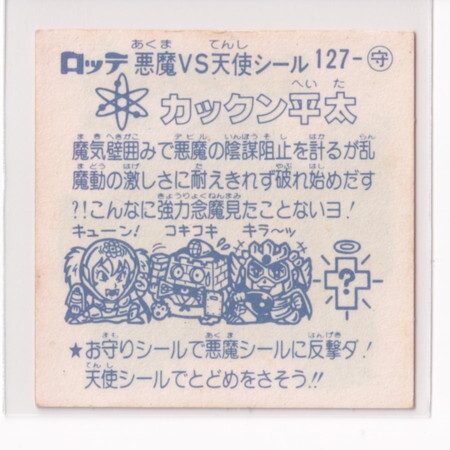 ロッテ 悪魔VS天使シール 127-守
あくま てんし
カックン平太
へいた
魔気壁囲みで悪魔の陰謀阻止を計るが乱
まきへきがこ デビル いんぼうそし はか らん
魔動の激しさに耐えきれず破れ始めだす
まどう はげ た やぶ はじ
?!こんなに強力念魔見たことないヨ!
きょうりょくねんまみ
キューン! コキコキ キラ〜ッ
?
★お守りシールで悪魔シールに反撃ダ!
まも あくま はんげき
天使シールでとどめをさそう!!
てんし